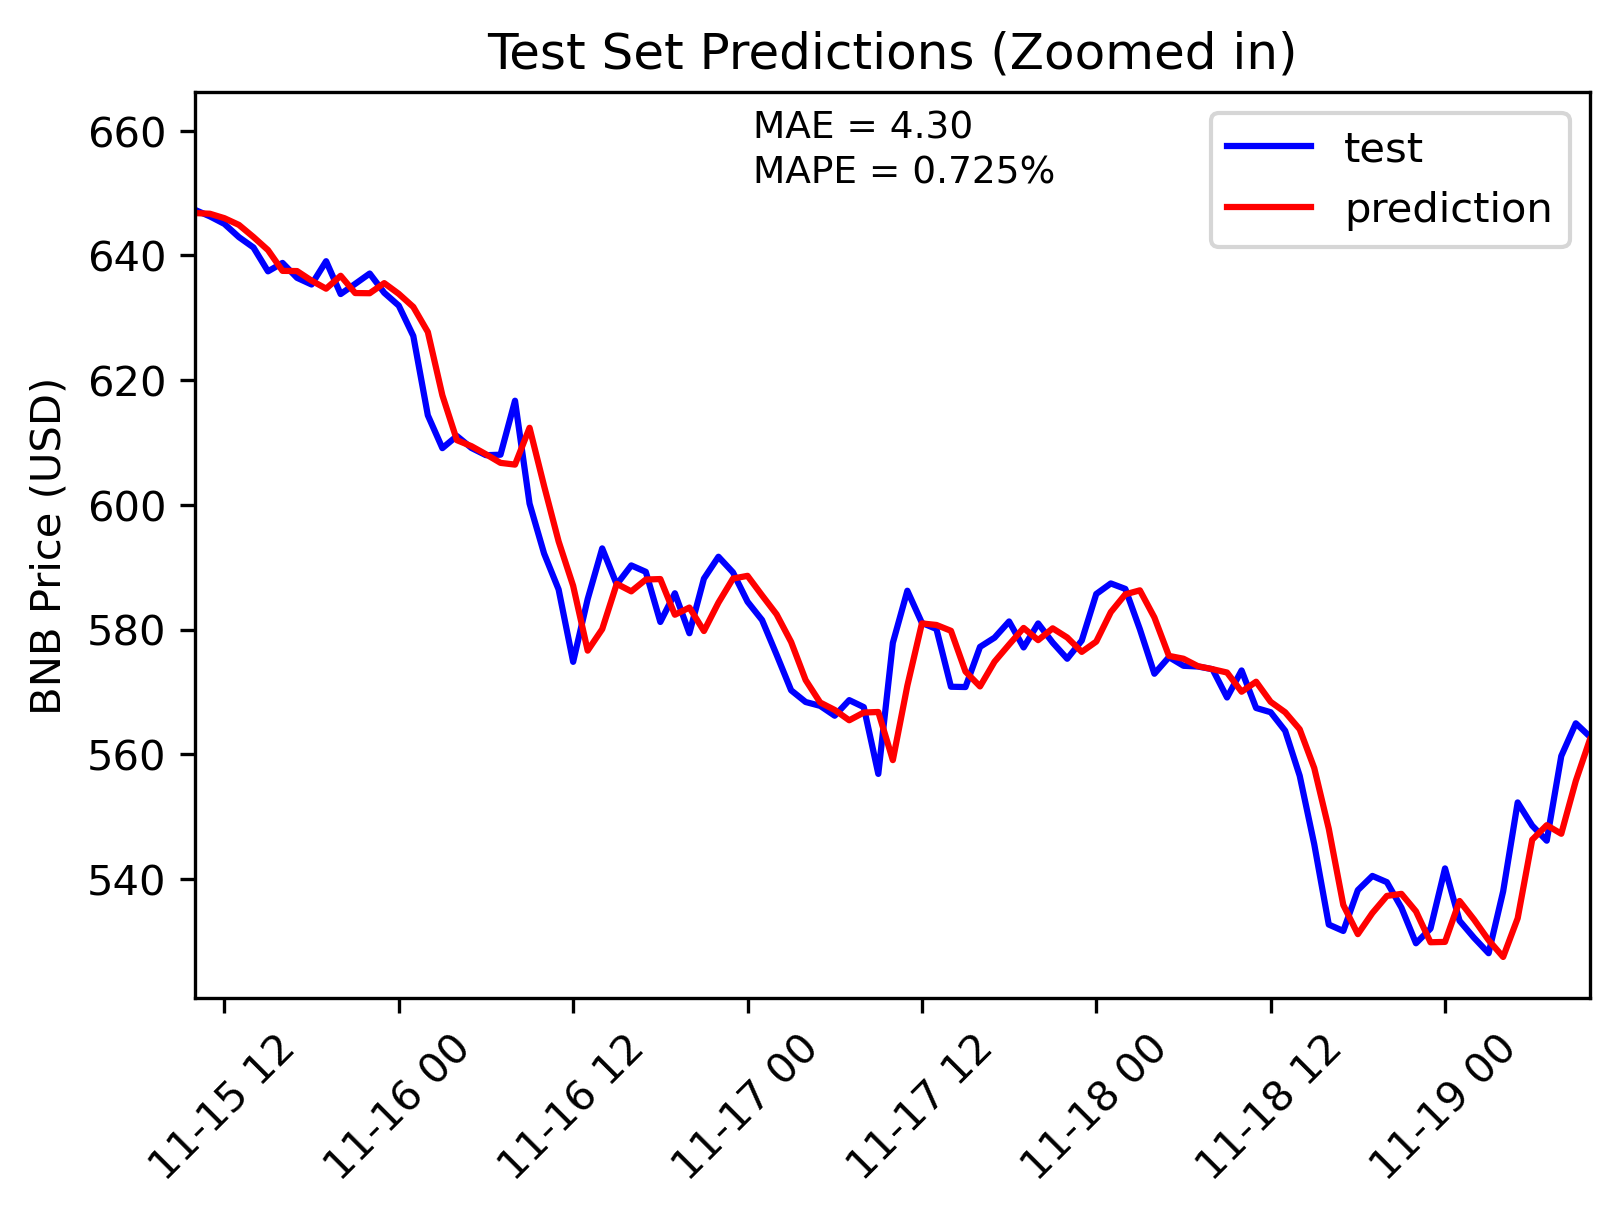 Test Set Predictions (Zoomed in)
MAE = 4.30
MAPE = 0.725%
test
prediction
BNB Price (USD)
660
640
620
600
580
560
540
11-15 12
11-16 00
11-16 12
11-17 00
11-17 12
11-18 00
11-18 12
11-19 00